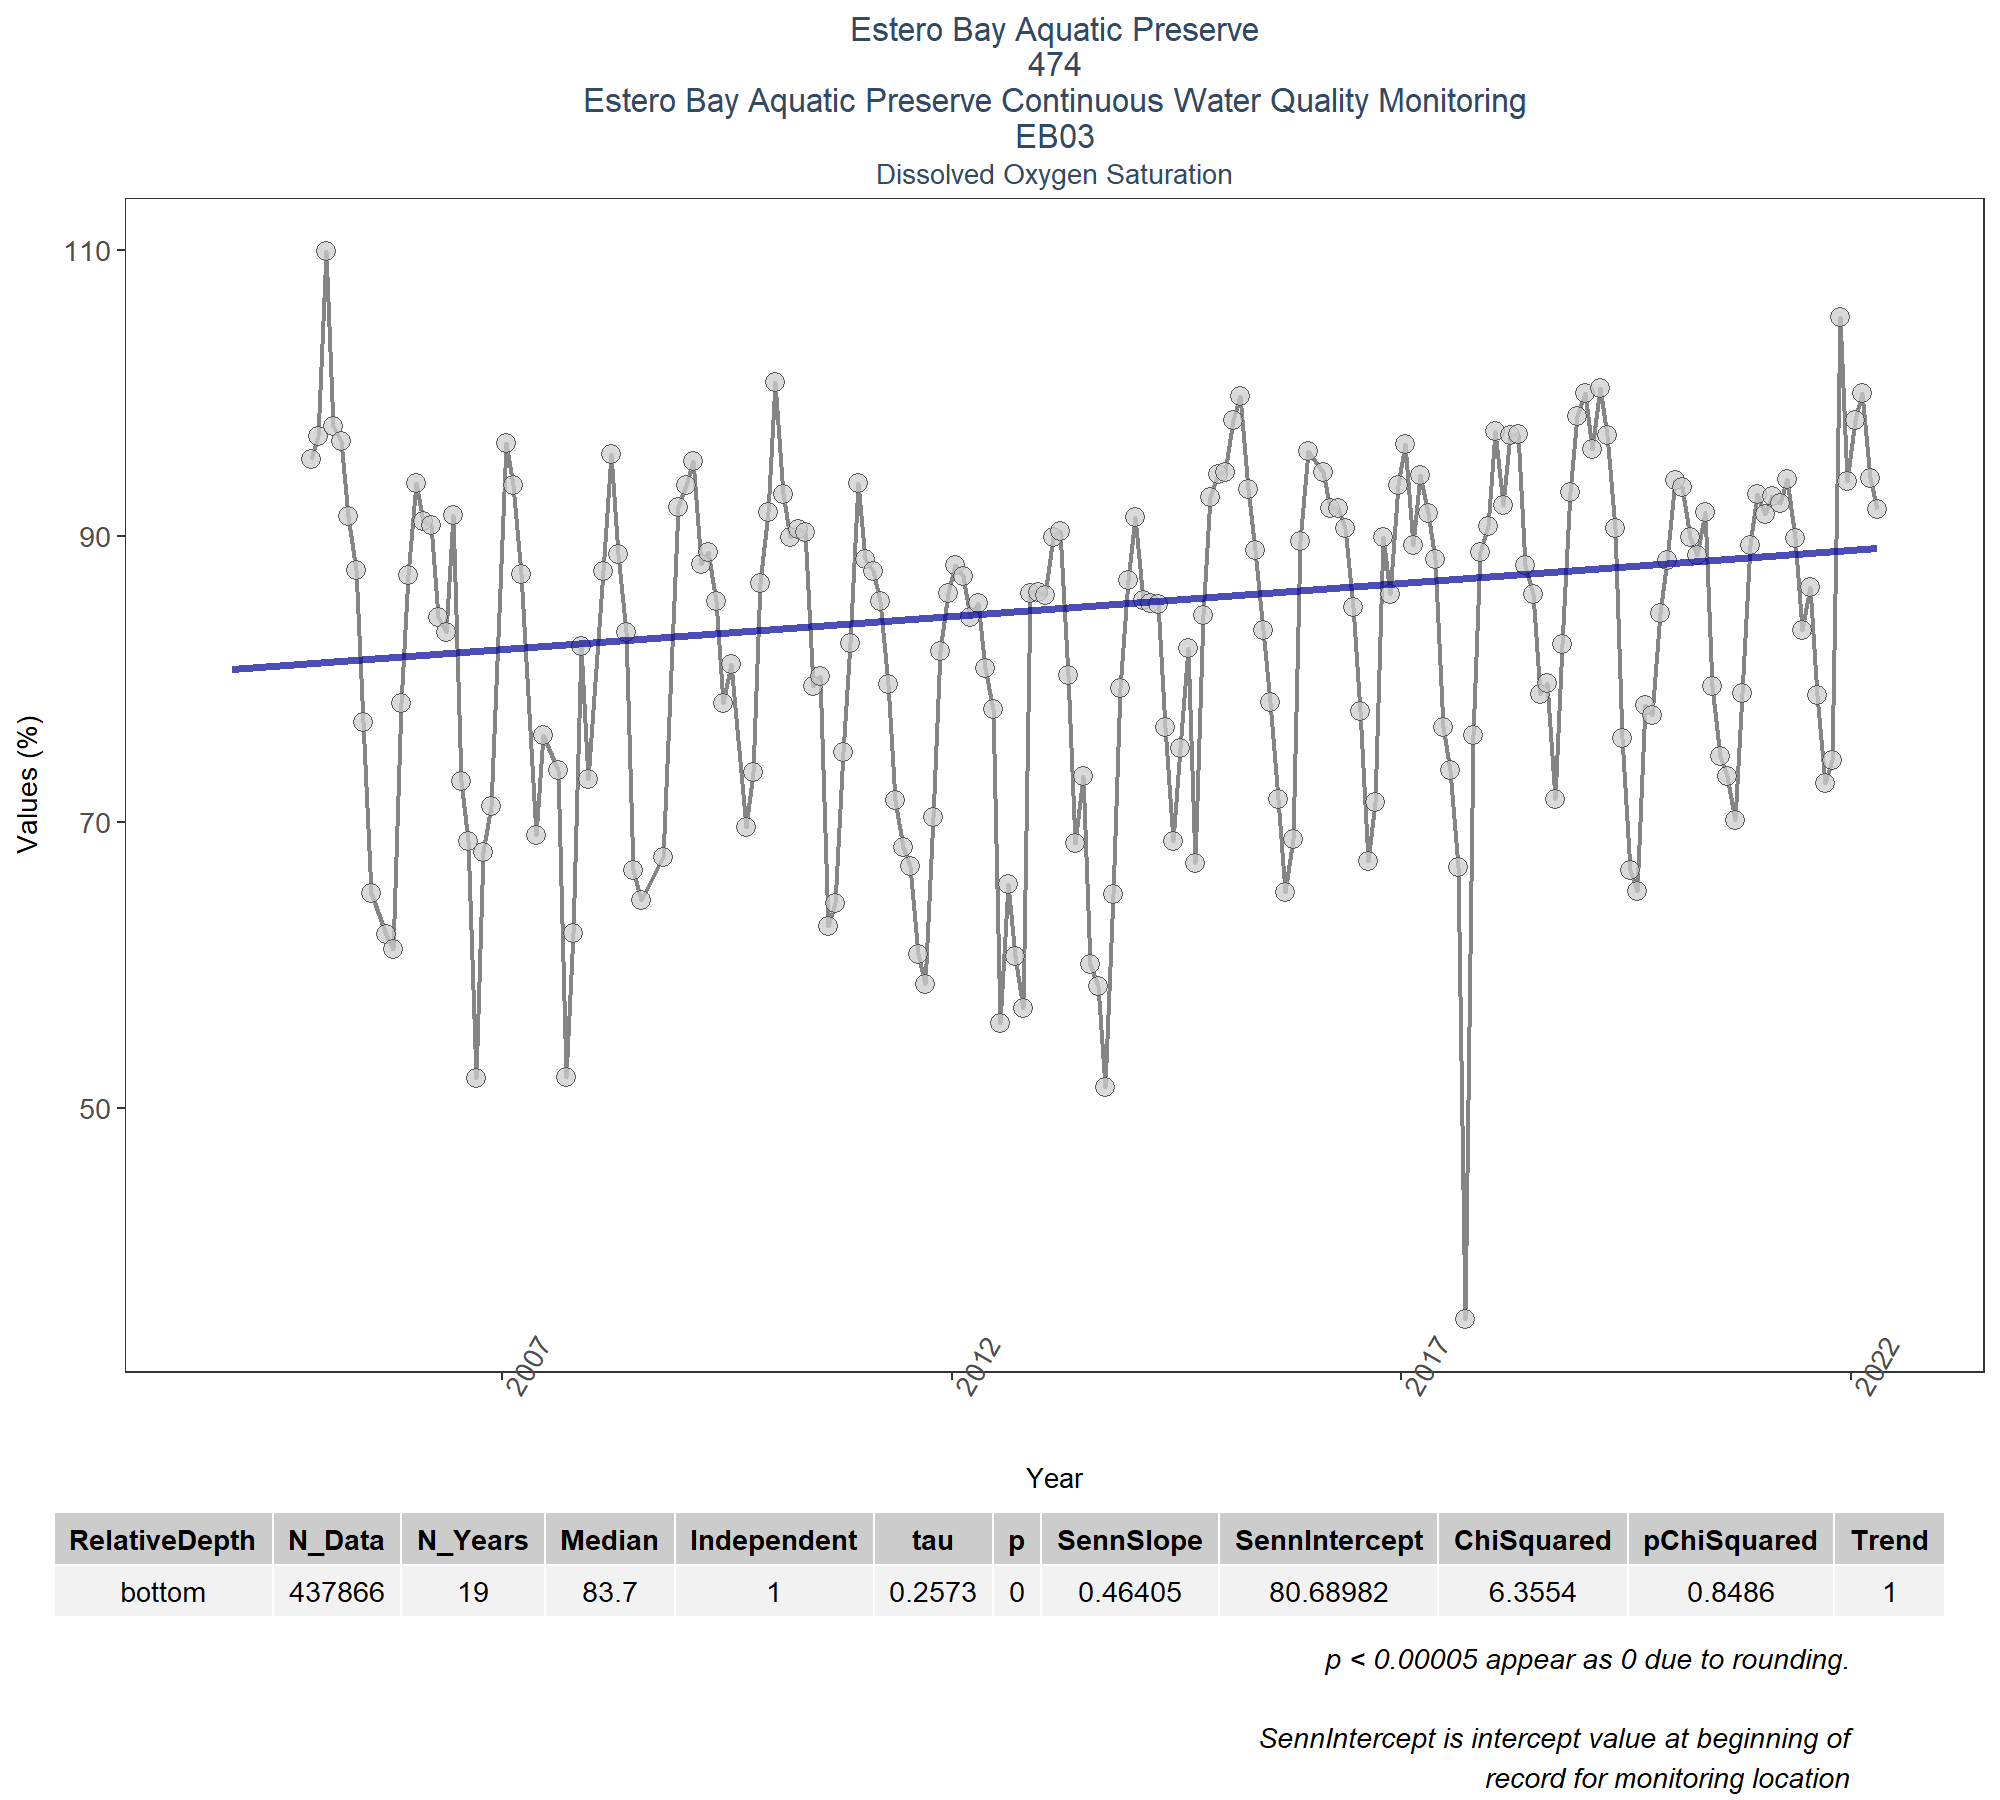 Estero Bay Aquatic Preserve
474
Estero Bay Aquatic Preserve Continuous Water Quality Monitoring
EB03
Dissolved Oxygen Saturation
110
90
70
50
Values (%)
2007 2012 2017 2022
Year
RelativeDepth N_Data N_Years Median Independent tau p SennSlope SennIntercept ChiSquared pChiSquared Trend
bottom 437866 19 83.7 1 0.2573 0 0.46405 80.68982 6.3554 0.8486 1
p < 0.00005 appear as 0 due to rounding.
SennIntercept is intercept value at beginning of
record for monitoring location